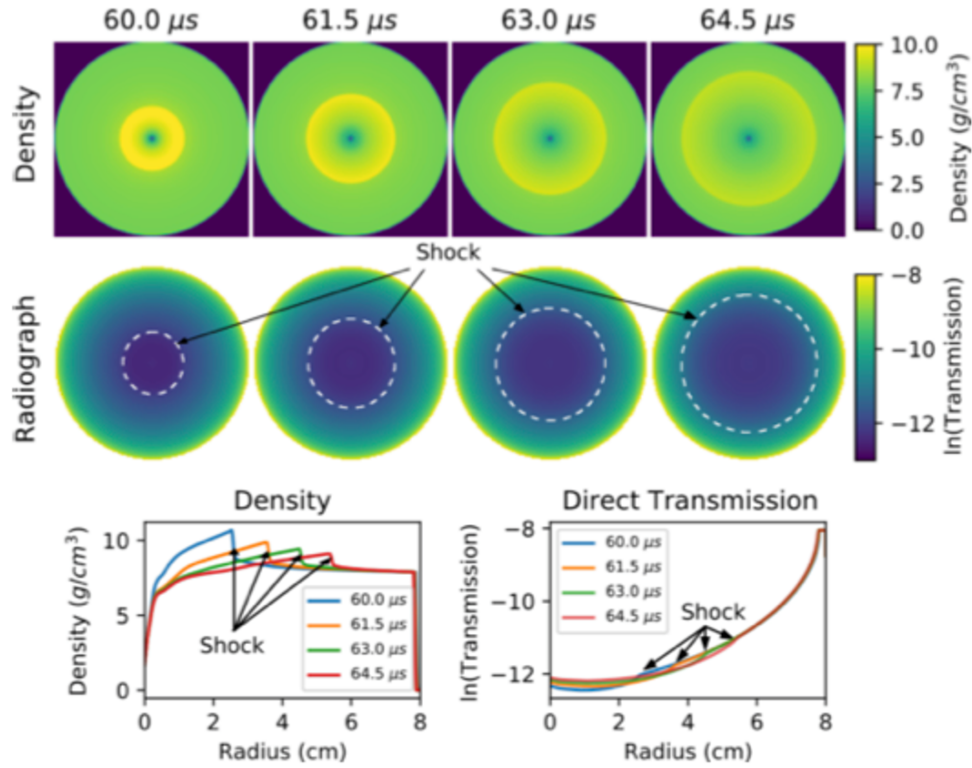 60.0 μs 61.5 μs 63.0 μs 64.5 μs
Density
10.0
7.5
5.0
2.5
0.0
Density (g/cm³)
Shock
Radiograph
−8
−10
−12
ln(Transmission)
Density
Density (g/cm³)
10
5
0
Shock
60.0 μs
61.5 μs
63.0 μs
64.5 μs
0 2 4 6 8
Radius (cm)
Direct Transmission
ln(Transmission)
−8
−10
−12
60.0 μs
61.5 μs
63.0 μs
64.5 μs
Shock
0 2 4 6 8
Radius (cm)